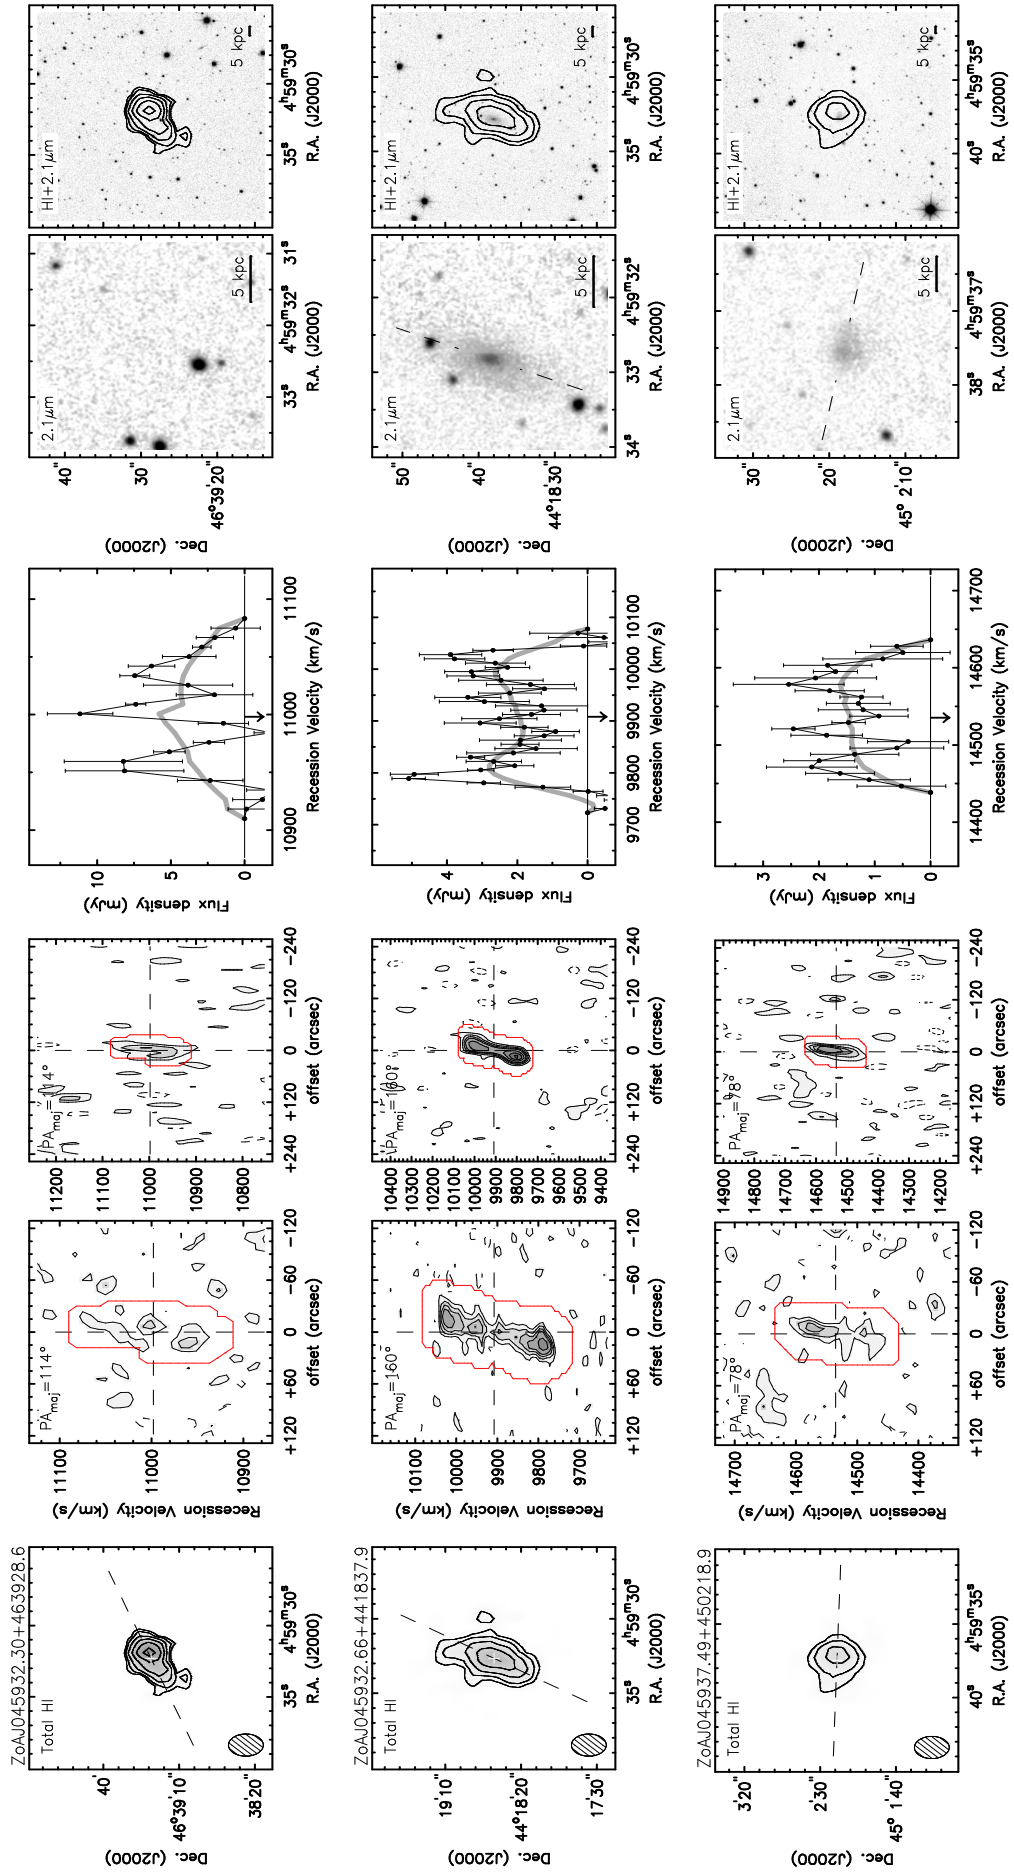 ZoAJ045932.30+463928.6
Total HI
Dec. (J2000)
40"
46°39'10"
38'20"
35ˢ
4ʰ59ᵐ30ˢ
R.A. (J2000)
PA_maj=114°
Recession Velocity (km/s)
11100
11000
10900
+120 +60 0 −60 −120
offset (arcsec)
PA_maj=114°
11200
11100
11000
10900
10800
+240 +120 0 −120 −240
offset (arcsec)
Flux density (mJy)
10
5
0
10900 11000 11100
Recession Velocity (km/s)
2.1μm
5 kpc
Dec. (J2000)
40"
30"
46°39'20"
33ˢ 4ʰ59ᵐ32ˢ 31ˢ
R.A. (J2000)
HI+2.1μm
5 kpc
35ˢ 4ʰ59ᵐ30ˢ
R.A. (J2000)
ZoAJ045932.66+441837.9
Total HI
Dec. (J2000)
19'10"
44°18'20"
17'30"
35ˢ 4ʰ59ᵐ30ˢ
R.A. (J2000)
PA_maj=160°
Recession Velocity (km/s)
10100
10000
9900
9800
9700
+120 +60 0 −60 −120
offset (arcsec)
PA_maj=160°
10400
10300
10200
10100
10000
9900
9800
9700
9600
9500
9400
+240 +120 0 −120 −240
offset (arcsec)
Flux density (mJy)
6
5
4
3
2
1
0
9700 9800 9900 10000 10100
Recession Velocity (km/s)
2.1μm
5 kpc
Dec. (J2000)
50"
40"
44°18'30"
34ˢ 33ˢ 4ʰ59ᵐ32ˢ
R.A. (J2000)
HI+2.1μm
5 kpc
35ˢ 4ʰ59ᵐ30ˢ
R.A. (J2000)
ZoAJ045937.49+450218.9
Total HI
Dec. (J2000)
3'20"
2'30"
45° 1'40"
40ˢ 4ʰ59ᵐ35ˢ
R.A. (J2000)
PA_maj=78°
Recession Velocity (km/s)
14700
14600
14500
14400
+120 +60 0 −60 −120
offset (arcsec)
PA_maj=78°
14900
14800
14700
14600
14500
14400
14300
14200
+240 +120 0 −120 −240
offset (arcsec)
Flux density (mJy)
3
2
1
0
14400 14500 14600 14700
Recession Velocity (km/s)
2.1μm
5 kpc
Dec. (J2000)
30"
20"
45° 2'10"
38ˢ 4ʰ59ᵐ37ˢ
R.A. (J2000)
HI+2.1μm
5 kpc
40ˢ 4ʰ59ᵐ35ˢ
R.A. (J2000)